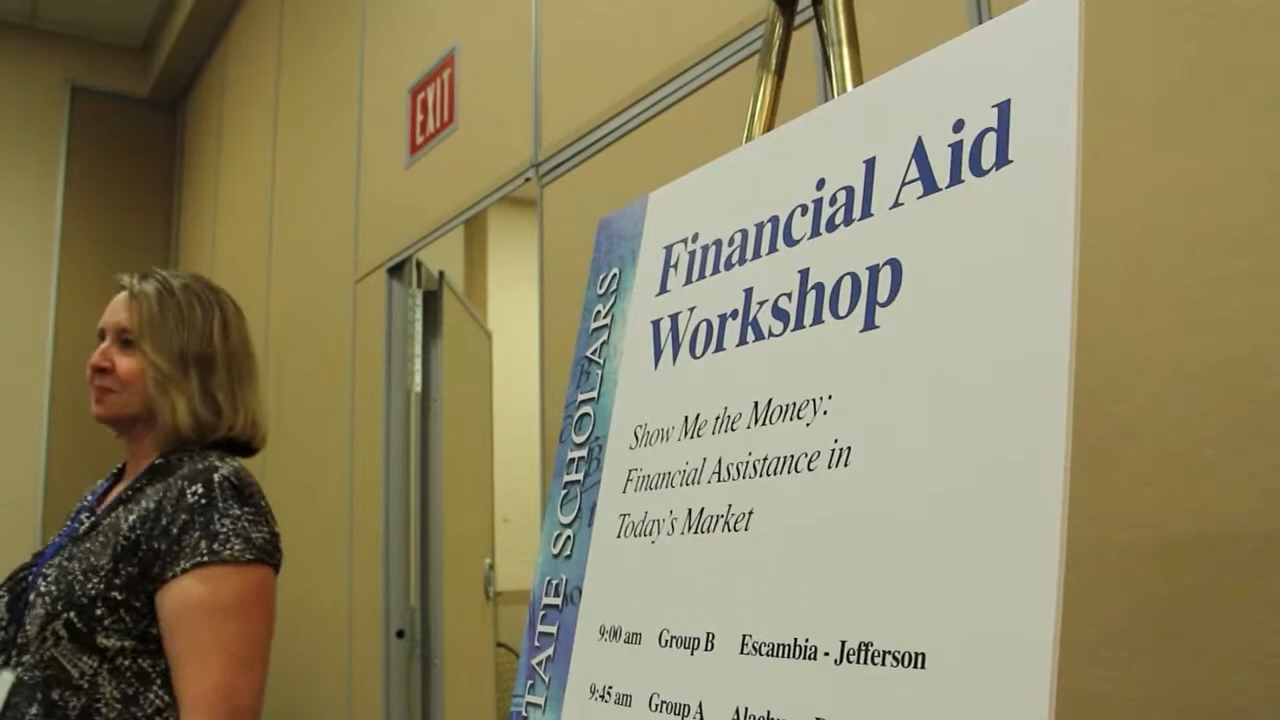 EXIT
Financial Aid
Workshop
Show Me the Money:
Financial Assistance in
Today's Market
TATE SCHOLARS
9:00 am Group B Escambia - Jefferson
9:45 am Group A